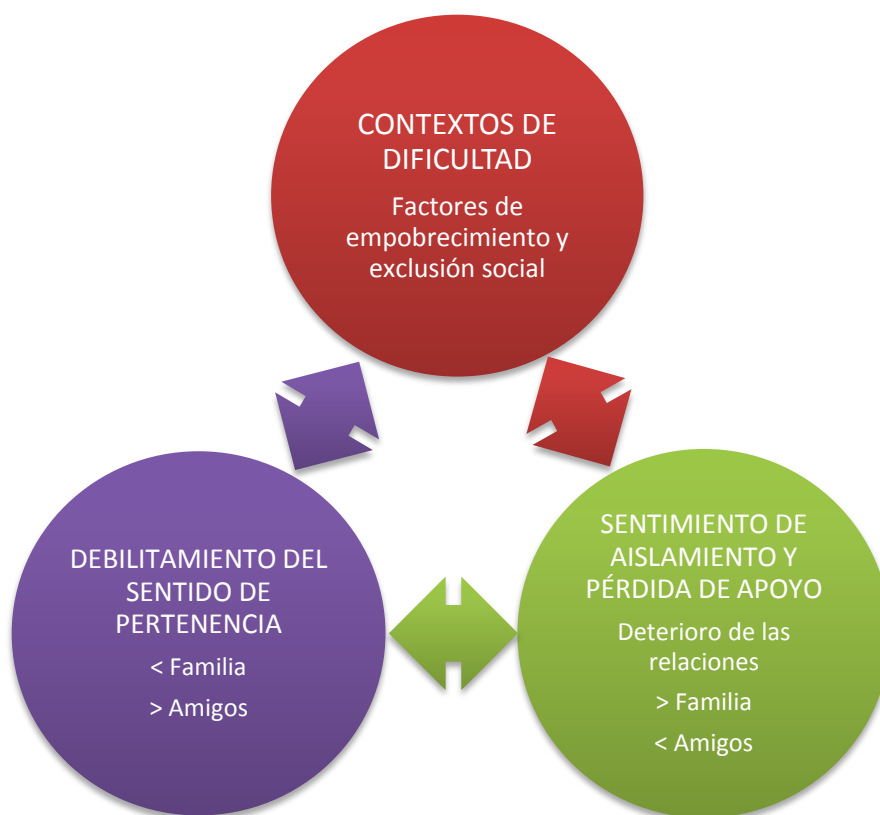 CONTEXTOS DE
DIFICULTAD
Factores de
empobrecimiento y
exclusión social
DEBILITAMIENTO DEL
SENTIDO DE
PERTENENCIA
< Familia
> Amigos
SENTIMIENTO DE
AISLAMIENTO Y
PÉRDIDA DE APOYO
Deterioro de las
relaciones
> Familia
< Amigos